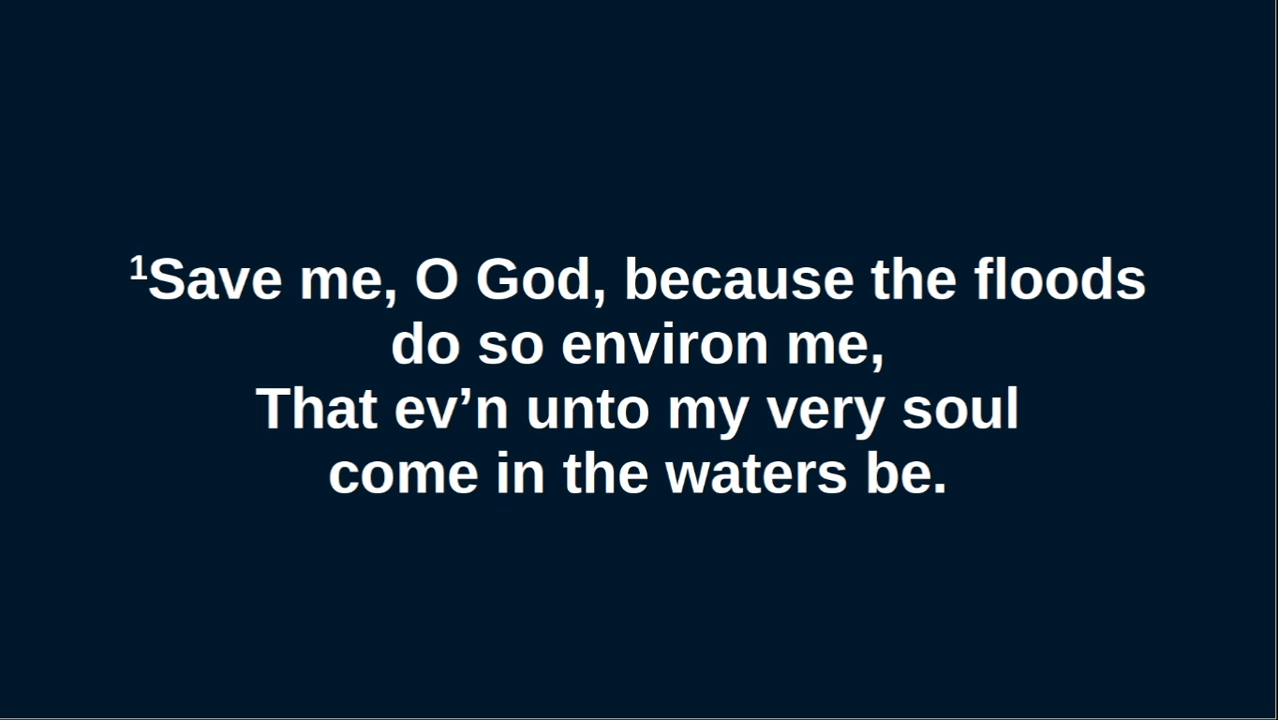 ¹Save me, O God, because the floods
do so environ me,
That ev’n unto my very soul
come in the waters be.